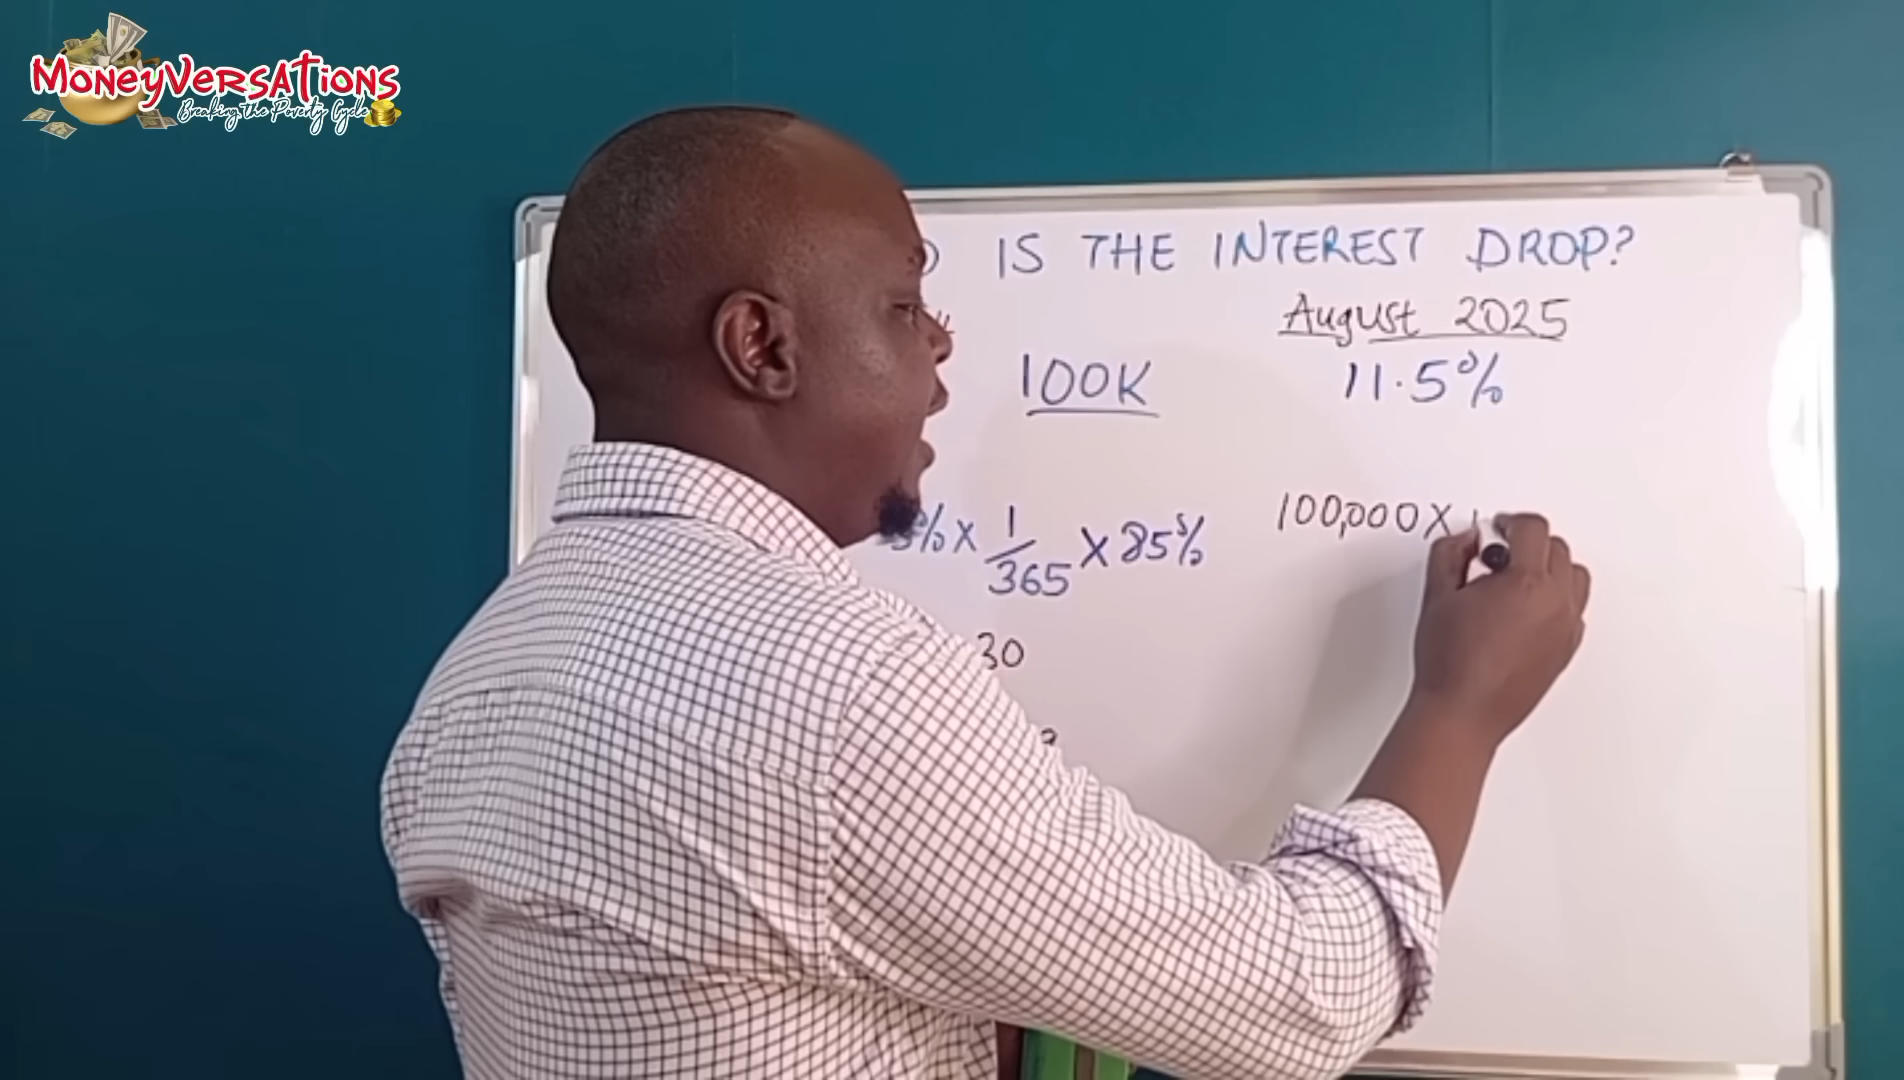 MONEYVERSATIONS
Breaking the Poverty Cycle
IS THE INTEREST DROP?
August 2025
100K
11.5%
100,000 X
% X 1/365 X 85%
30